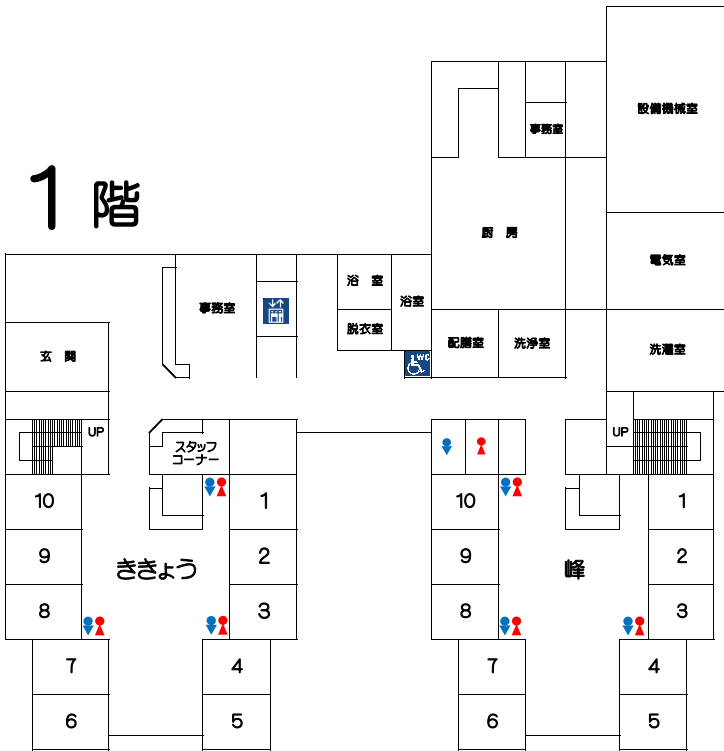 設備機械室
事務室
1 階
厨 房
電気室
浴 室
浴室
事務室
脱衣室
配膳室
洗浄室
洗濯室
玄 関
WC
UP
UP
スタッフ
コーナー
10
1
10
1
9
ききょう
2
9
峰
2
8
3
8
3
7
4
7
4
6
5
6
5